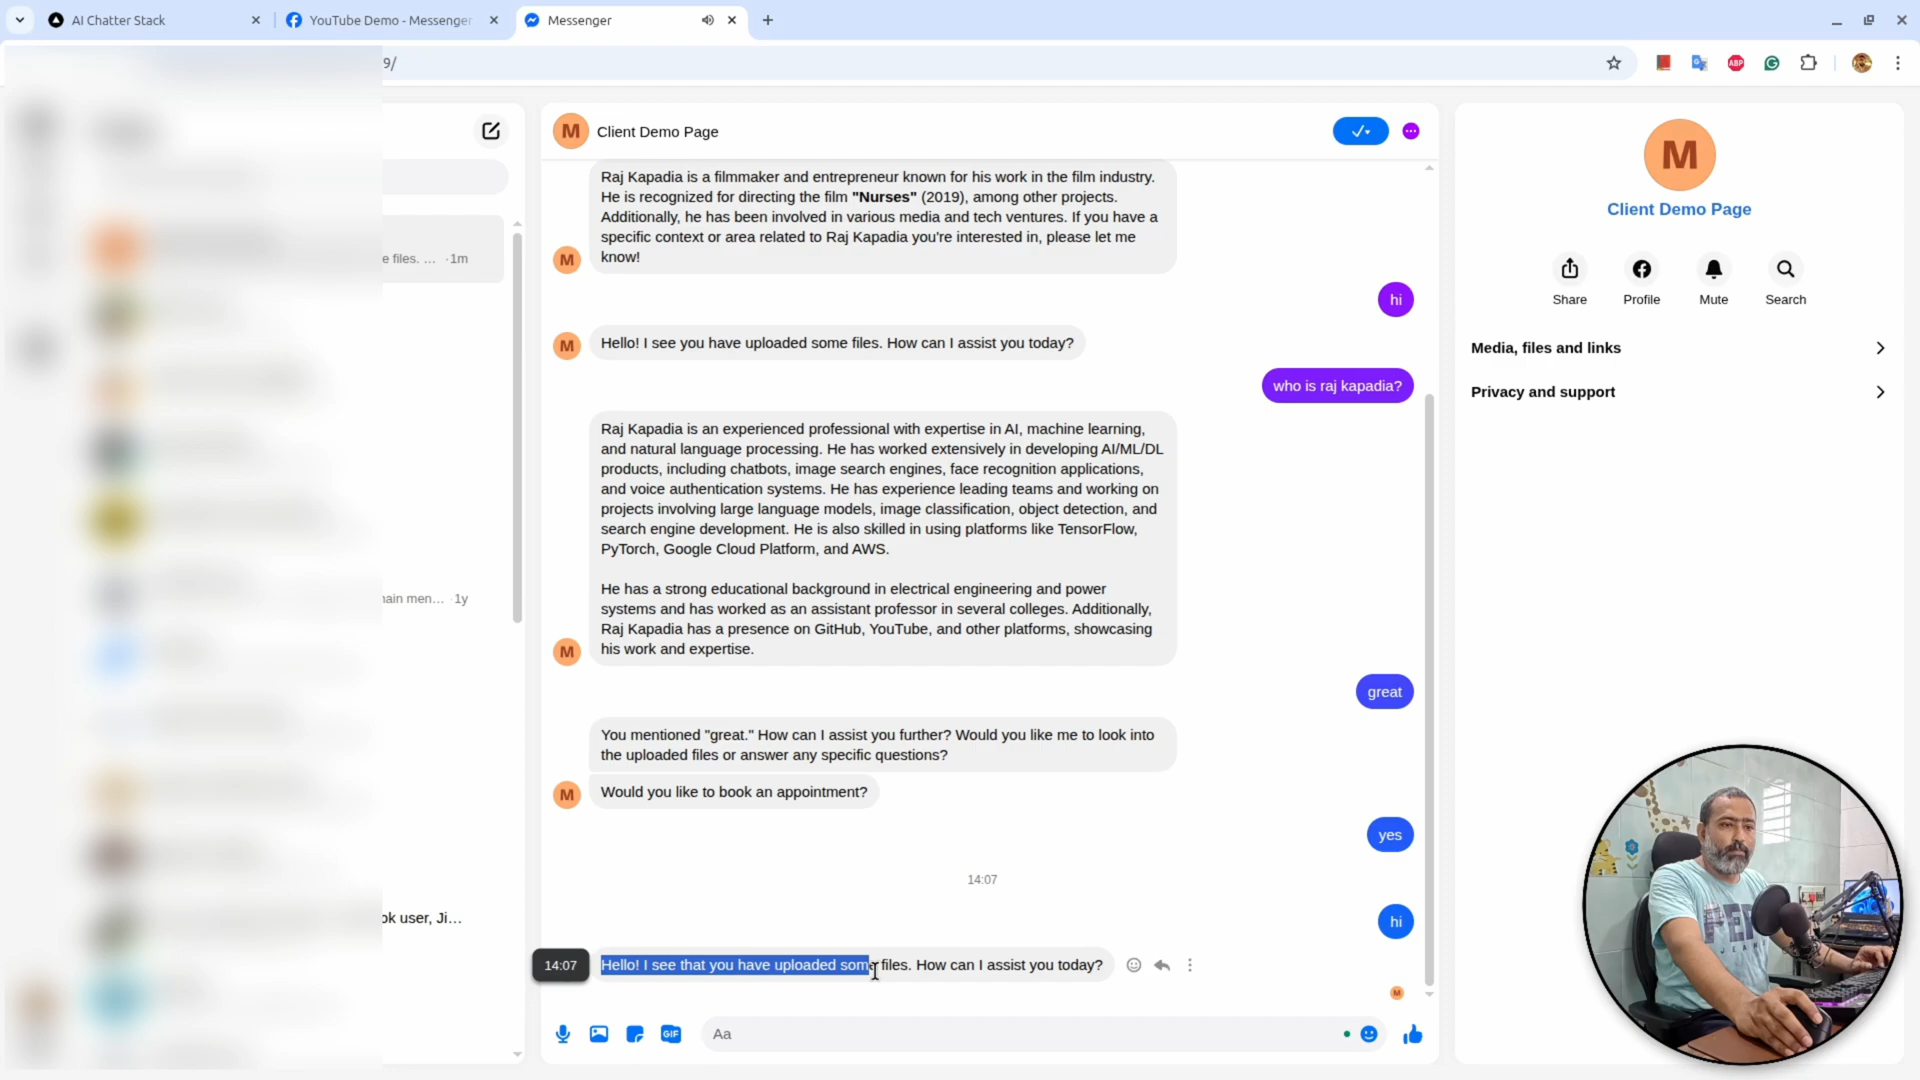 AI Chatter Stack
YouTube Demo - Messenger
Messenger
9/
ABP
M
Client Demo Page
Raj Kapadia is a filmmaker and entrepreneur known for his work in the film industry.
He is recognized for directing the film "Nurses" (2019), among other projects.
Additionally, he has been involved in various media and tech ventures. If you have a
specific context or area related to Raj Kapadia you're interested in, please let me
know!
M
hi
M
Hello! I see you have uploaded some files. How can I assist you today?
who is raj kapadia?
Raj Kapadia is an experienced professional with expertise in AI, machine learning,
and natural language processing. He has worked extensively in developing AI/ML/DL
products, including chatbots, image search engines, face recognition applications,
and voice authentication systems. He has experience leading teams and working on
projects involving large language models, image classification, object detection, and
search engine development. He is also skilled in using platforms like TensorFlow,
PyTorch, Google Cloud Platform, and AWS.
He has a strong educational background in electrical engineering and power
systems and has worked as an assistant professor in several colleges. Additionally,
Raj Kapadia has a presence on GitHub, YouTube, and other platforms, showcasing
his work and expertise.
M
great
You mentioned "great." How can I assist you further? Would you like me to look into
the uploaded files or answer any specific questions?
M
Would you like to book an appointment?
yes
14:07
hi
14:07
Hello! I see that you have uploaded some files. How can I assist you today?
M
GIF
Aa
e files. … · 1m
main men… · 1y
ok user, Ji…
M
Client Demo Page
Share
Profile
Mute
Search
Media, files and links
Privacy and support
JEANS